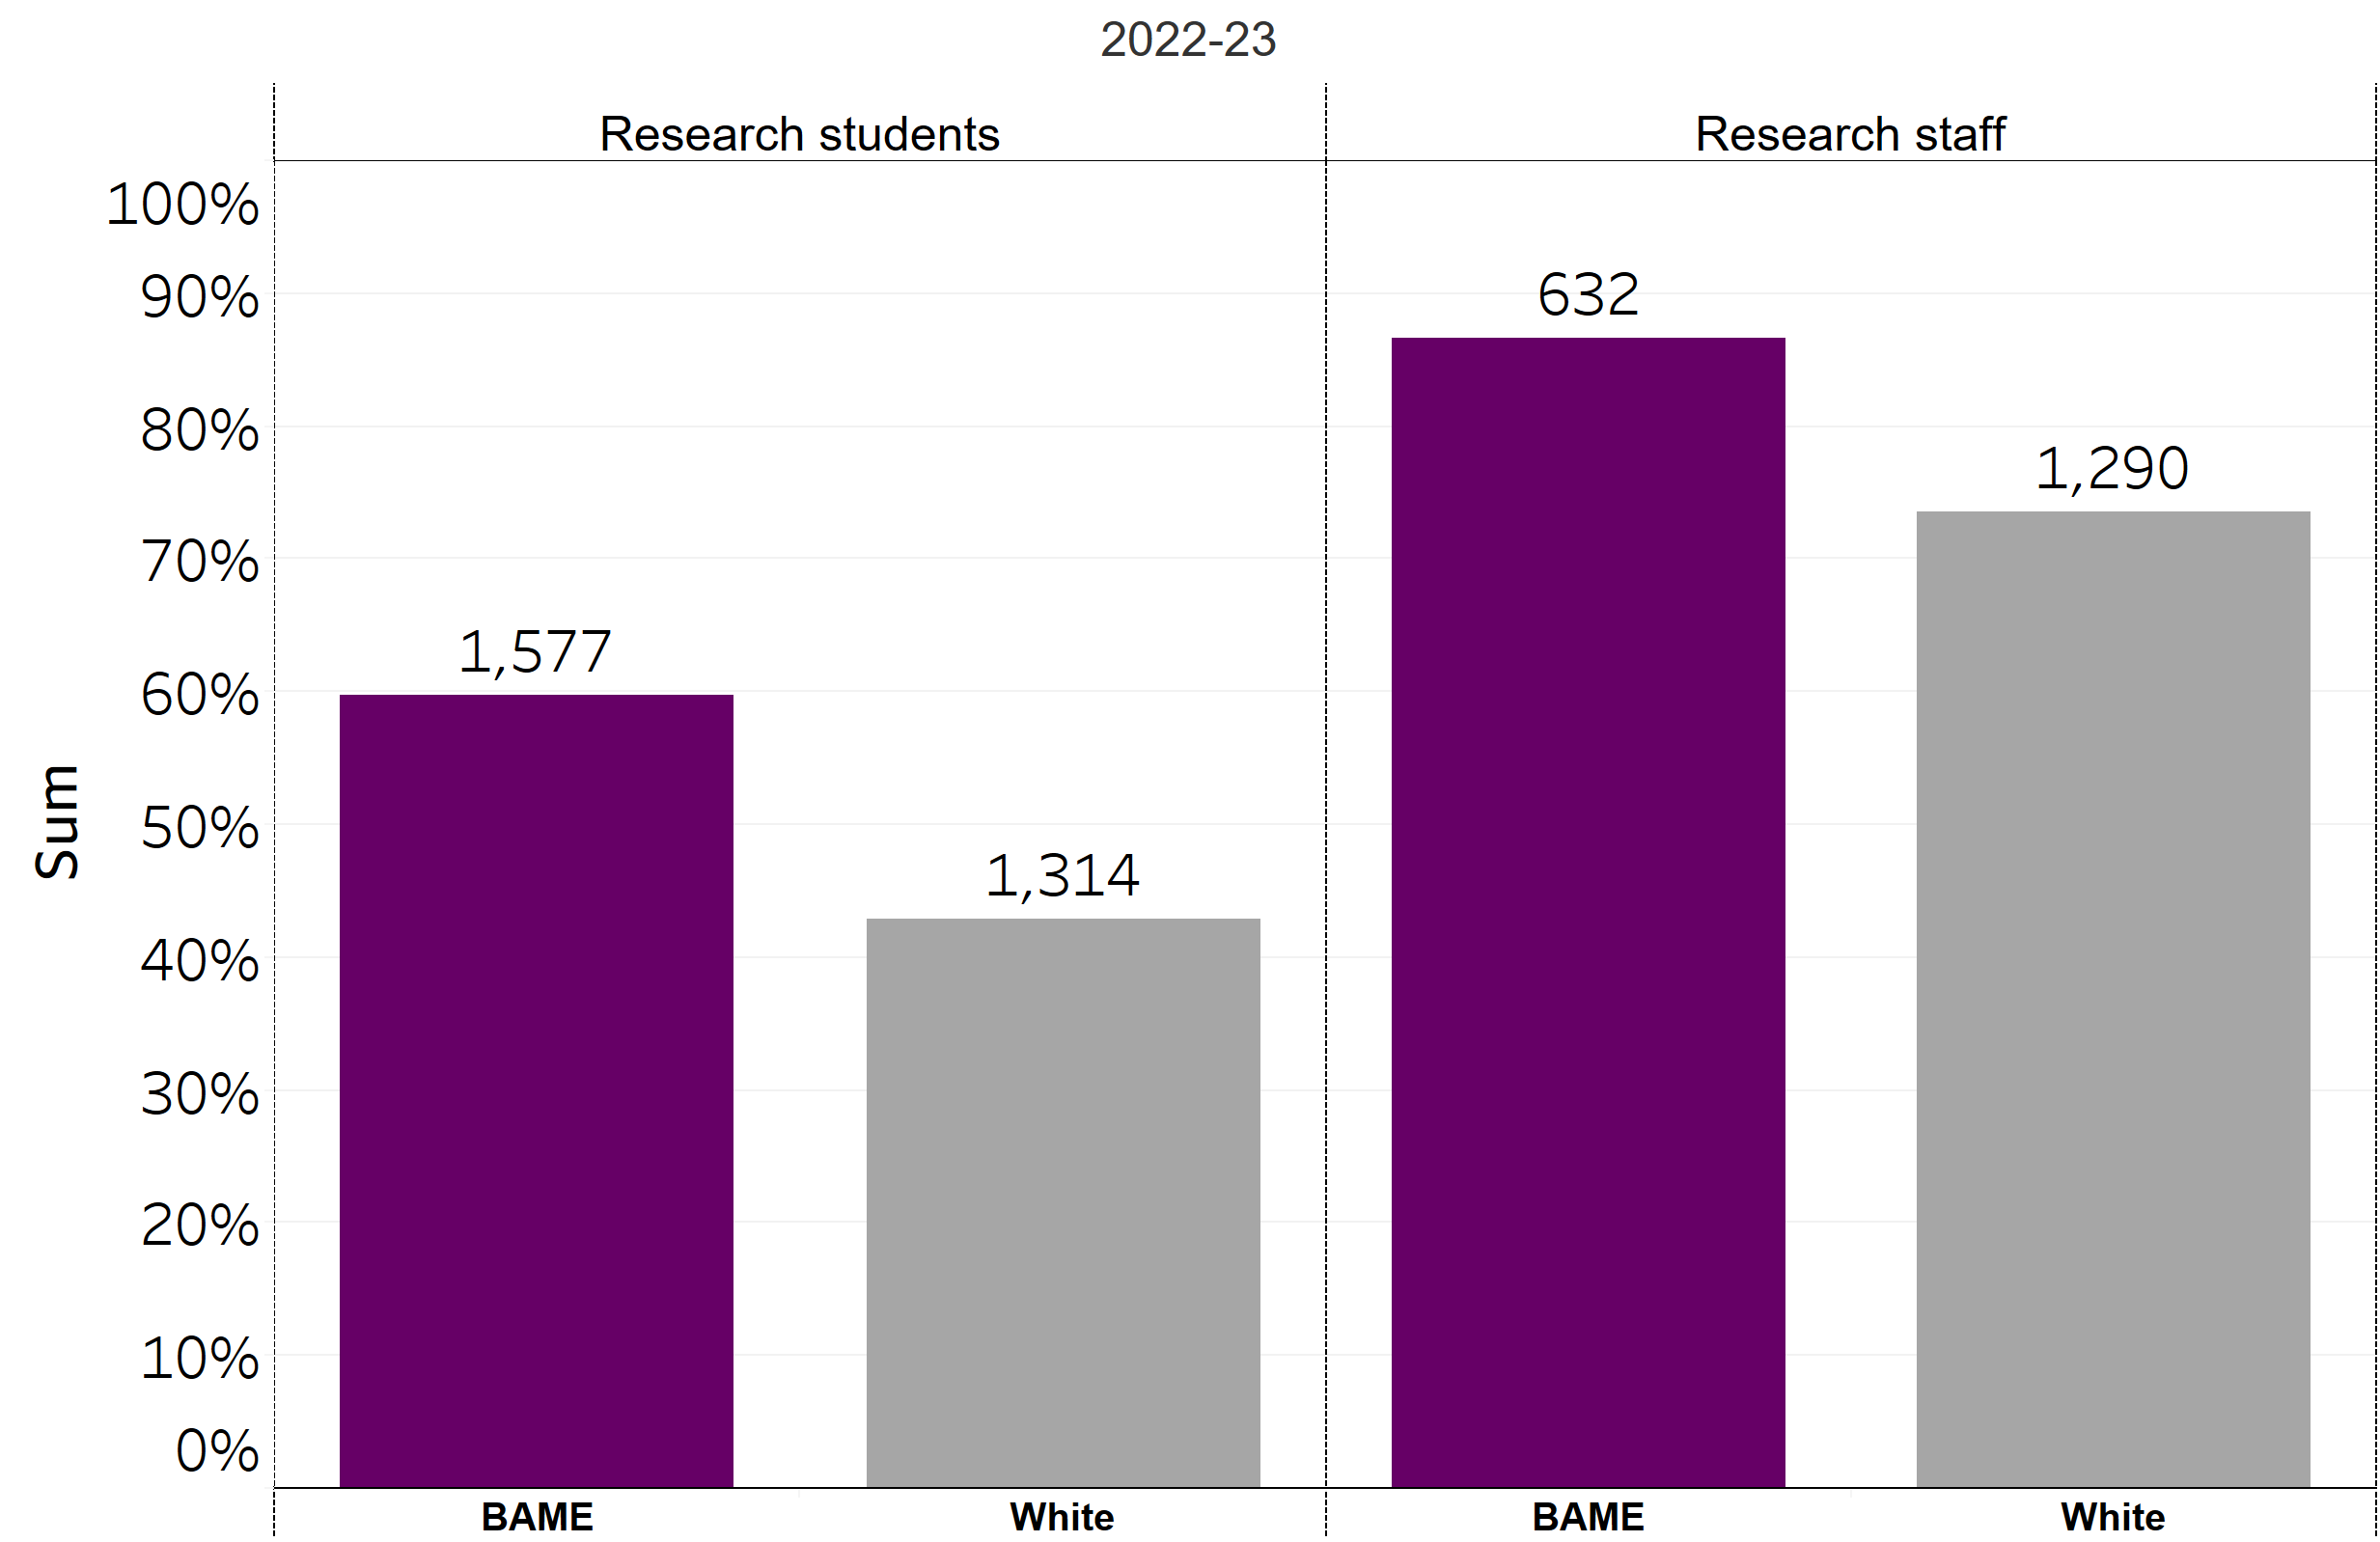 2022-23
Research students
Research staff
100%
90%
80%
70%
60%
50%
40%
30%
20%
10%
0%
Sum
1,577
1,314
632
1,290
BAME
White
BAME
White